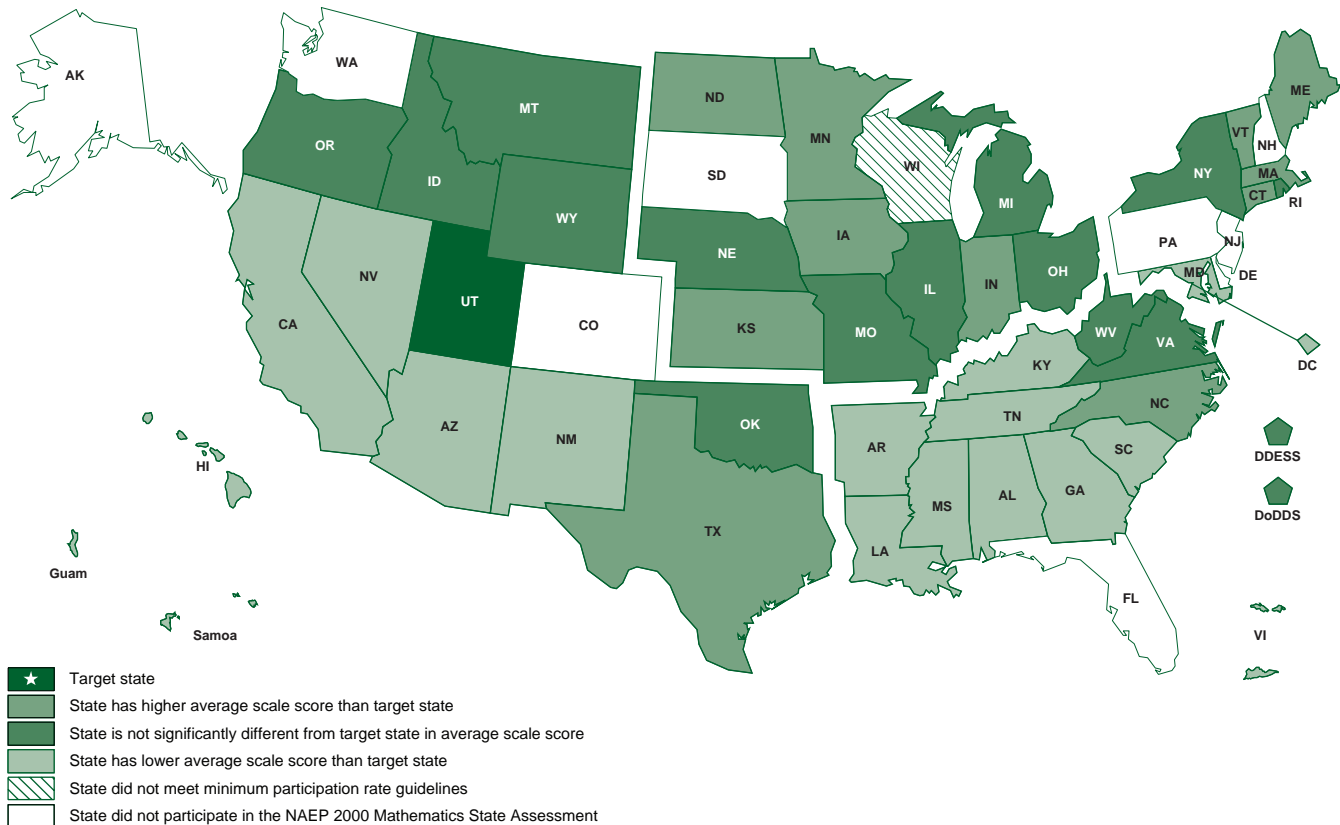 AK
WA
MT
ND
MN
ME
VT
NH
OR
ID
SD
WI
NY
MA
CT
RI
WY
MI
IA
PA
NJ
NE
OH
DE
MD
NV
UT
IL
IN
CA
CO
KS
MO
WV
VA
KY
DC
AZ
NM
OK
TN
NC
AR
SC
HI
MS
AL
GA
DDESS
TX
LA
DoDDS
Guam
FL
Samoa
VI
Target state
State has higher average scale score than target state
State is not significantly different from target state in average scale score
State has lower average scale score than target state
State did not meet minimum participation rate guidelines
State did not participate in the NAEP 2000 Mathematics State Assessment